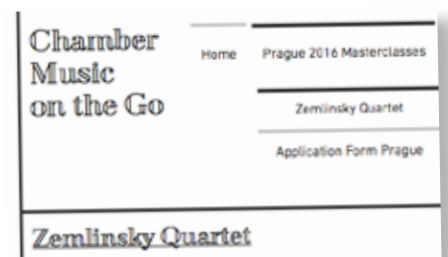 Chamber
Music
on the Go
Home
Prague 2016 Masterclasses
Zemlinsky Quartet
Application Form Prague
Zemlinsky Quartet